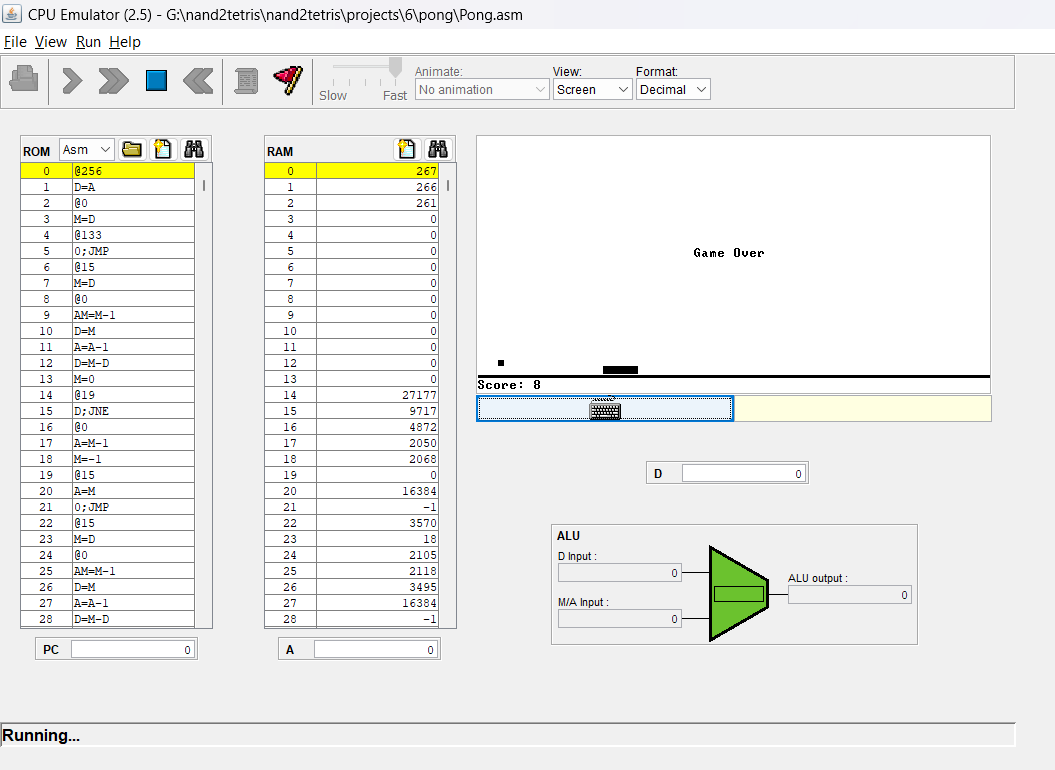 CPU Emulator (2.5) - G:\nand2tetris\nand2tetris\projects\6\pong\Pong.asm
File View Run Help
Slow Fast
Animate:
No animation
View:
Screen
Format:
Decimal
ROM Asm
0 @256
1 D=A
2 @0
3 M=D
4 @133
5 0;JMP
6 @15
7 M=D
8 @0
9 AM=M-1
10 D=M
11 A=A-1
12 D=M-D
13 M=0
14 @19
15 D;JNE
16 @0
17 A=M-1
18 M=-1
19 @15
20 A=M
21 0;JMP
22 @15
23 M=D
24 @0
25 AM=M-1
26 D=M
27 A=A-1
28 D=M-D
PC 0
RAM
0 267
1 266
2 261
3 0
4 0
5 0
6 0
7 0
8 0
9 0
10 0
11 0
12 0
13 0
14 27177
15 9717
16 4872
17 2050
18 2068
19 0
20 16384
21 -1
22 3570
23 18
24 2105
25 2118
26 3495
27 16384
28 -1
A 0
Game Over
Score: 8
D 0
ALU
D Input :
0
M/A Input :
0
ALU output :
0
Running...